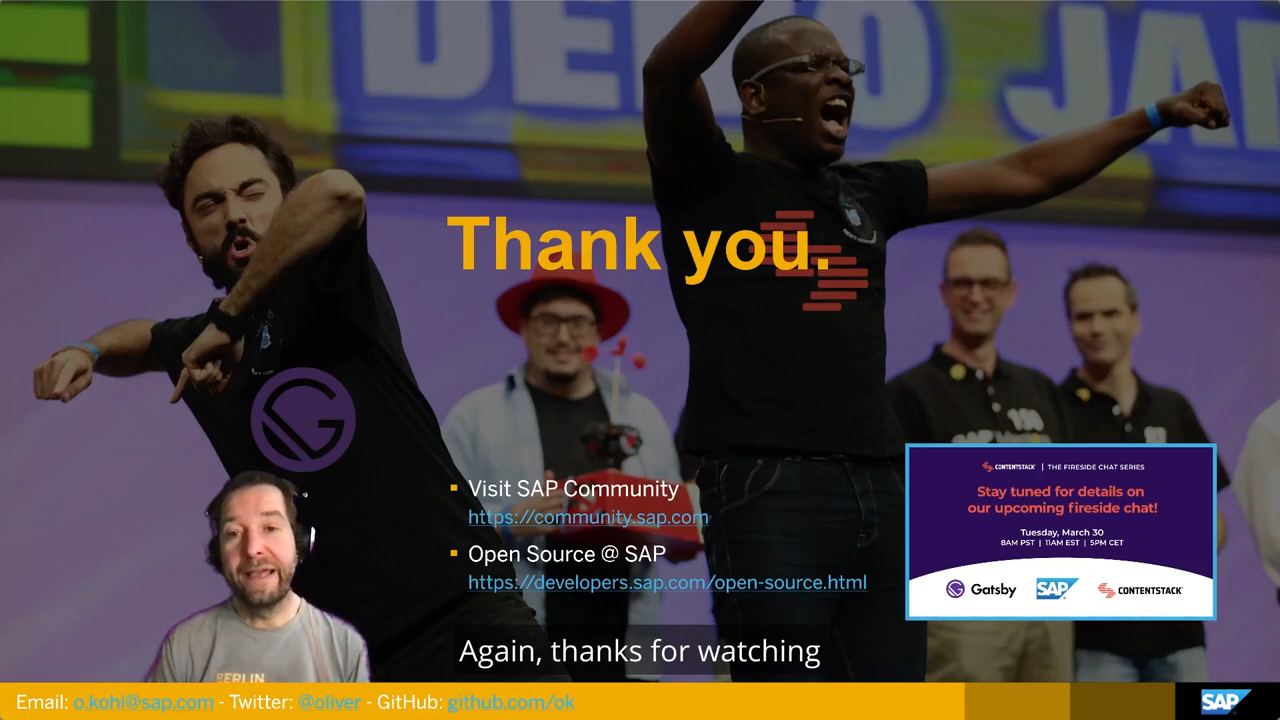 DEMO JAM
Thank you.
Visit SAP Community
https://community.sap.com
Open Source @ SAP
https://developers.sap.com/open-source.html
CONTENTSTACK | THE FIRESIDE CHAT SERIES
Stay tuned for details on
our upcoming fireside chat!
Tuesday, March 30
8AM PST | 11AM EST | 5PM CET
Gatsby
SAP
CONTENTSTACK
BERLIN
Again, thanks for watching
Email: o.kohl@sap.com - Twitter: @oliver - GitHub: github.com/ok
SAP